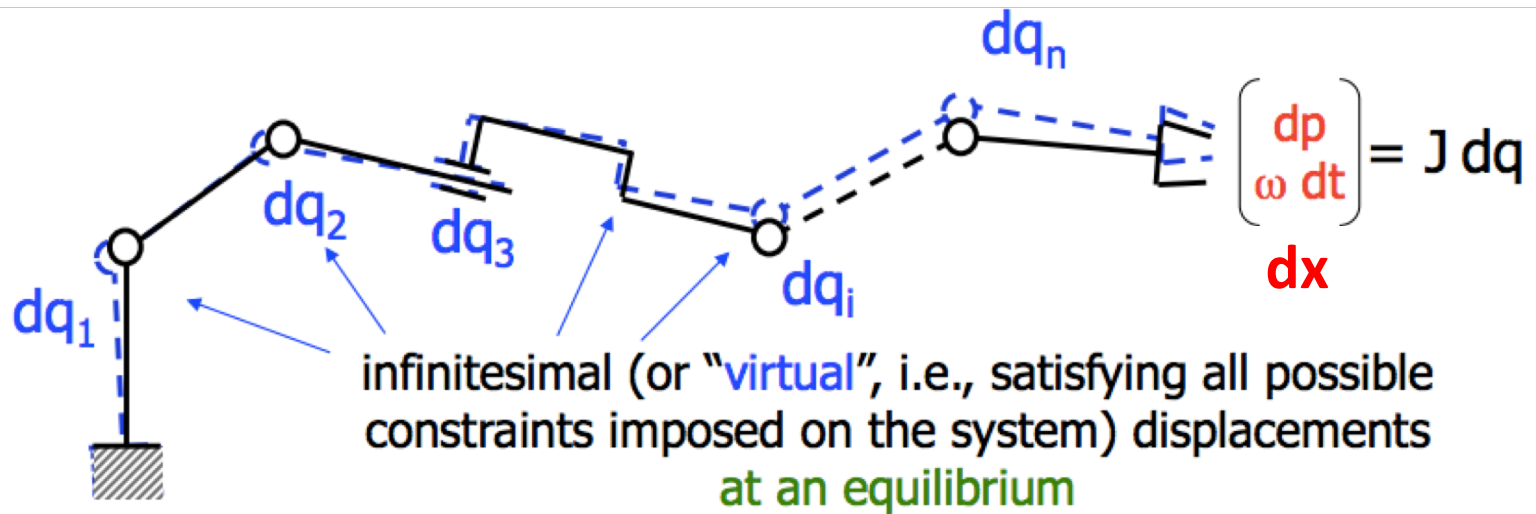 dqₙ
dp
ω dt
= J dq
dx
dq₁
dq₂
dq₃
dqᵢ
infinitesimal (or “virtual”, i.e., satisfying all possible
constraints imposed on the system) displacements
at an equilibrium